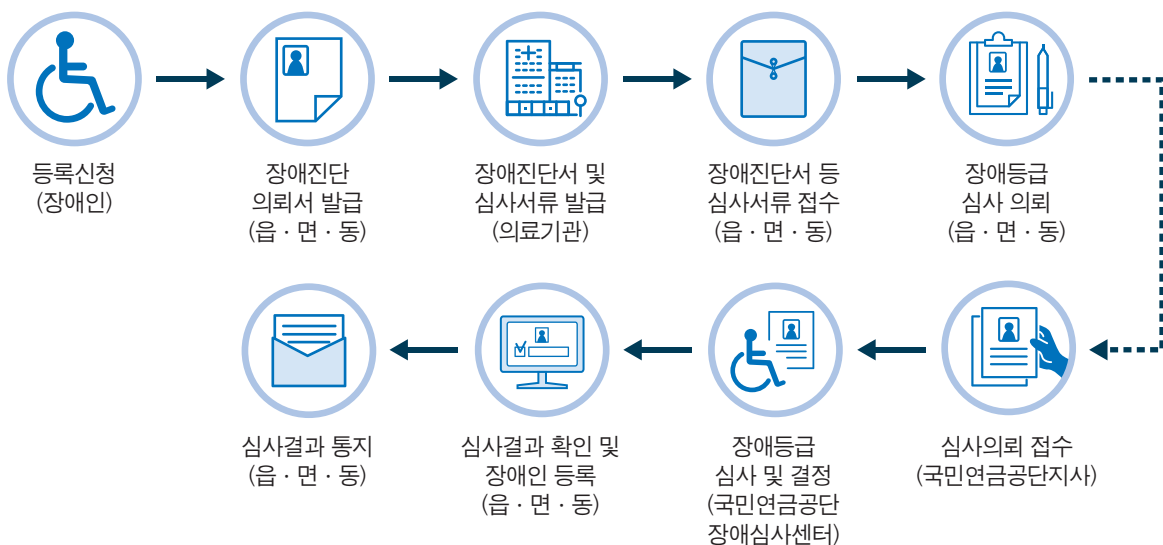 등록신청
(장애인)
장애진단
의뢰서 발급
(읍 · 면 · 동)
장애진단서 및
심사서류 발급
(의료기관)
장애진단서 등
심사서류 접수
(읍 · 면 · 동)
장애등급
심사 의뢰
(읍 · 면 · 동)
심사의뢰 접수
(국민연금공단지사)
장애등급
심사 및 결정
(국민연금공단
장애심사센터)
심사결과 확인 및
장애인 등록
(읍 · 면 · 동)
심사결과 통지
(읍 · 면 · 동)